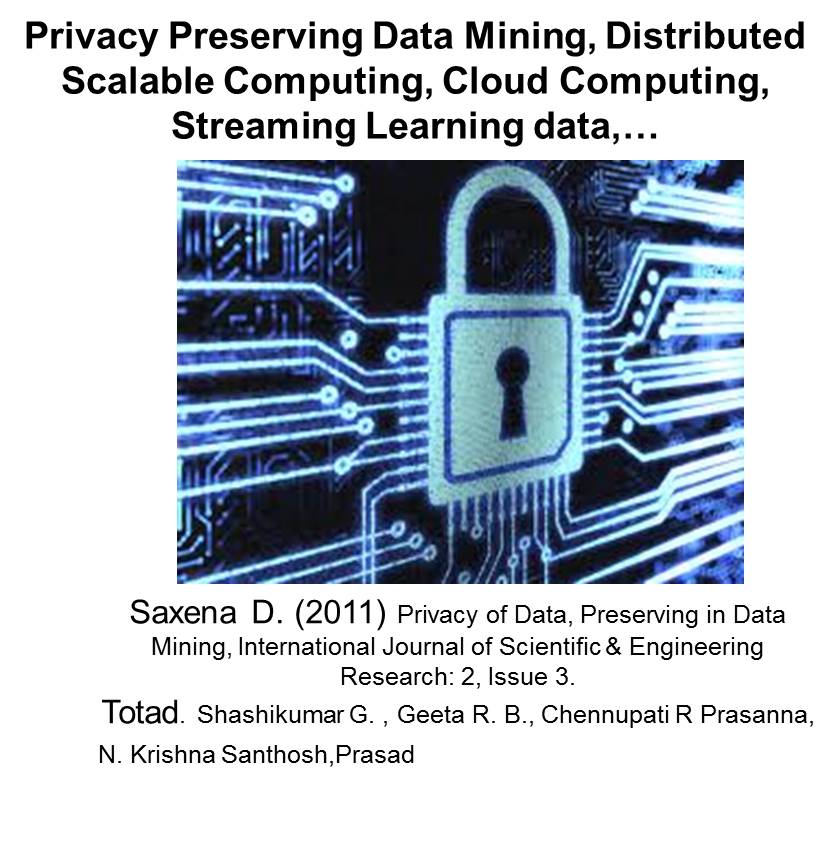 Privacy Preserving Data Mining, Distributed
Scalable Computing, Cloud Computing,
Streaming Learning data,…
Saxena D. (2011) Privacy of Data, Preserving in Data
Mining, International Journal of Scientific & Engineering
Research: 2, Issue 3.
Totad. Shashikumar G. , Geeta R. B., Chennupati R Prasanna,
N. Krishna Santhosh,Prasad